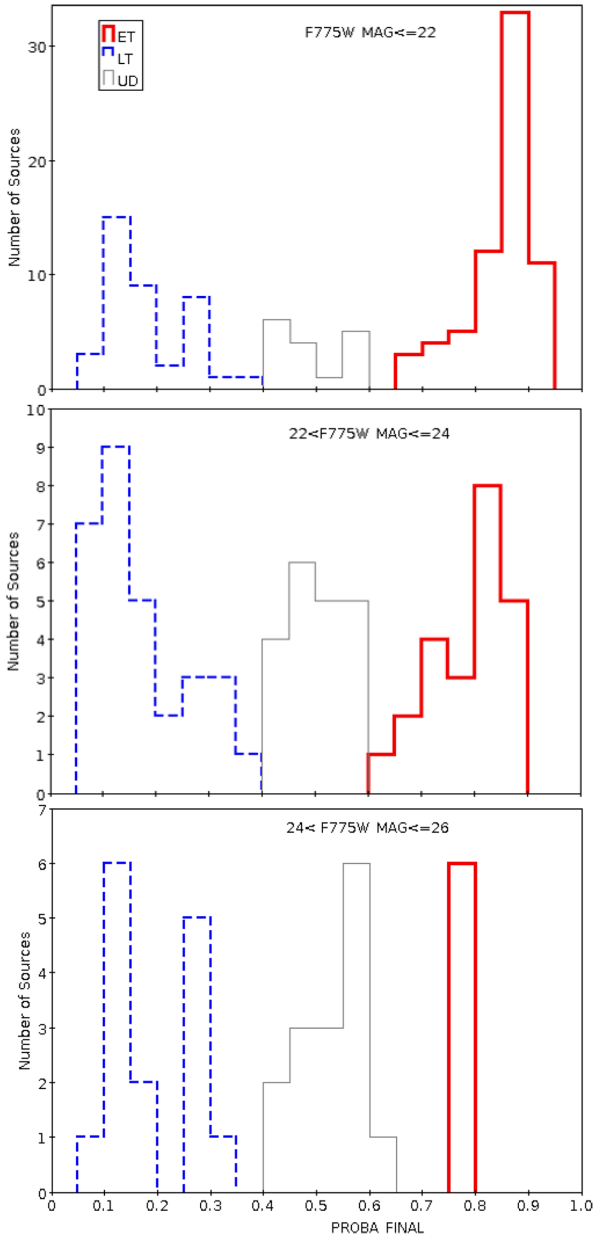 F775W MAG<=22
ET
LT
UD
Number of Sources
30
20
10
0
22<F775W MAG<=24
Number of Sources
10
9
8
7
6
5
4
3
2
1
0
24< F775W MAG<=26
Number of Sources
7
6
5
4
3
2
1
0
0 0.1 0.2 0.3 0.4 0.5 0.6 0.7 0.8 0.9 1.0
PROBA FINAL